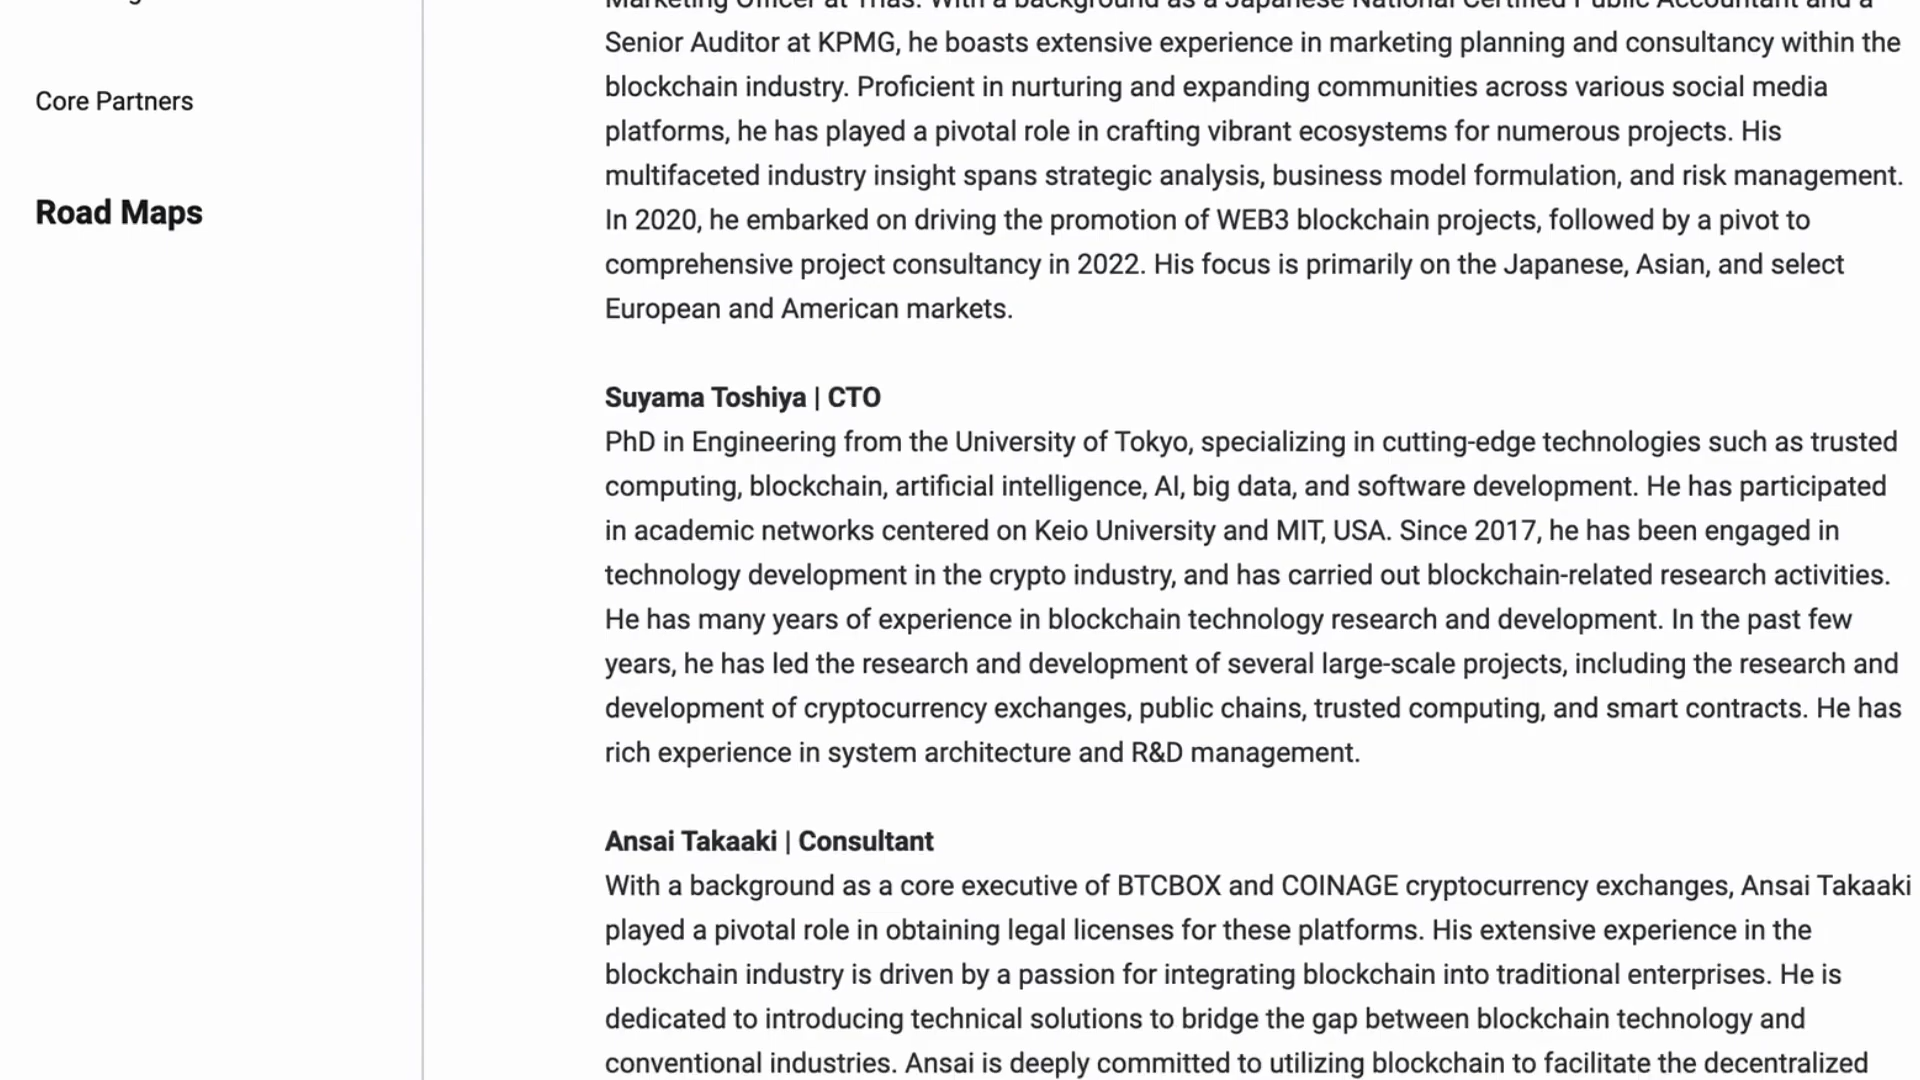 Core Partners
Road Maps
Marketing Officer at Trias. With a background as a Japanese National Certified Public Accountant and a
Senior Auditor at KPMG, he boasts extensive experience in marketing planning and consultancy within the
blockchain industry. Proficient in nurturing and expanding communities across various social media
platforms, he has played a pivotal role in crafting vibrant ecosystems for numerous projects. His
multifaceted industry insight spans strategic analysis, business model formulation, and risk management.
In 2020, he embarked on driving the promotion of WEB3 blockchain projects, followed by a pivot to
comprehensive project consultancy in 2022. His focus is primarily on the Japanese, Asian, and select
European and American markets.
Suyama Toshiya | CTO
PhD in Engineering from the University of Tokyo, specializing in cutting-edge technologies such as trusted
computing, blockchain, artificial intelligence, AI, big data, and software development. He has participated
in academic networks centered on Keio University and MIT, USA. Since 2017, he has been engaged in
technology development in the crypto industry, and has carried out blockchain-related research activities.
He has many years of experience in blockchain technology research and development. In the past few
years, he has led the research and development of several large-scale projects, including the research and
development of cryptocurrency exchanges, public chains, trusted computing, and smart contracts. He has
rich experience in system architecture and R&D management.
Ansai Takaaki | Consultant
With a background as a core executive of BTCBOX and COINAGE cryptocurrency exchanges, Ansai Takaaki
played a pivotal role in obtaining legal licenses for these platforms. His extensive experience in the
blockchain industry is driven by a passion for integrating blockchain into traditional enterprises. He is
dedicated to introducing technical solutions to bridge the gap between blockchain technology and
conventional industries. Ansai is deeply committed to utilizing blockchain to facilitate the decentralized